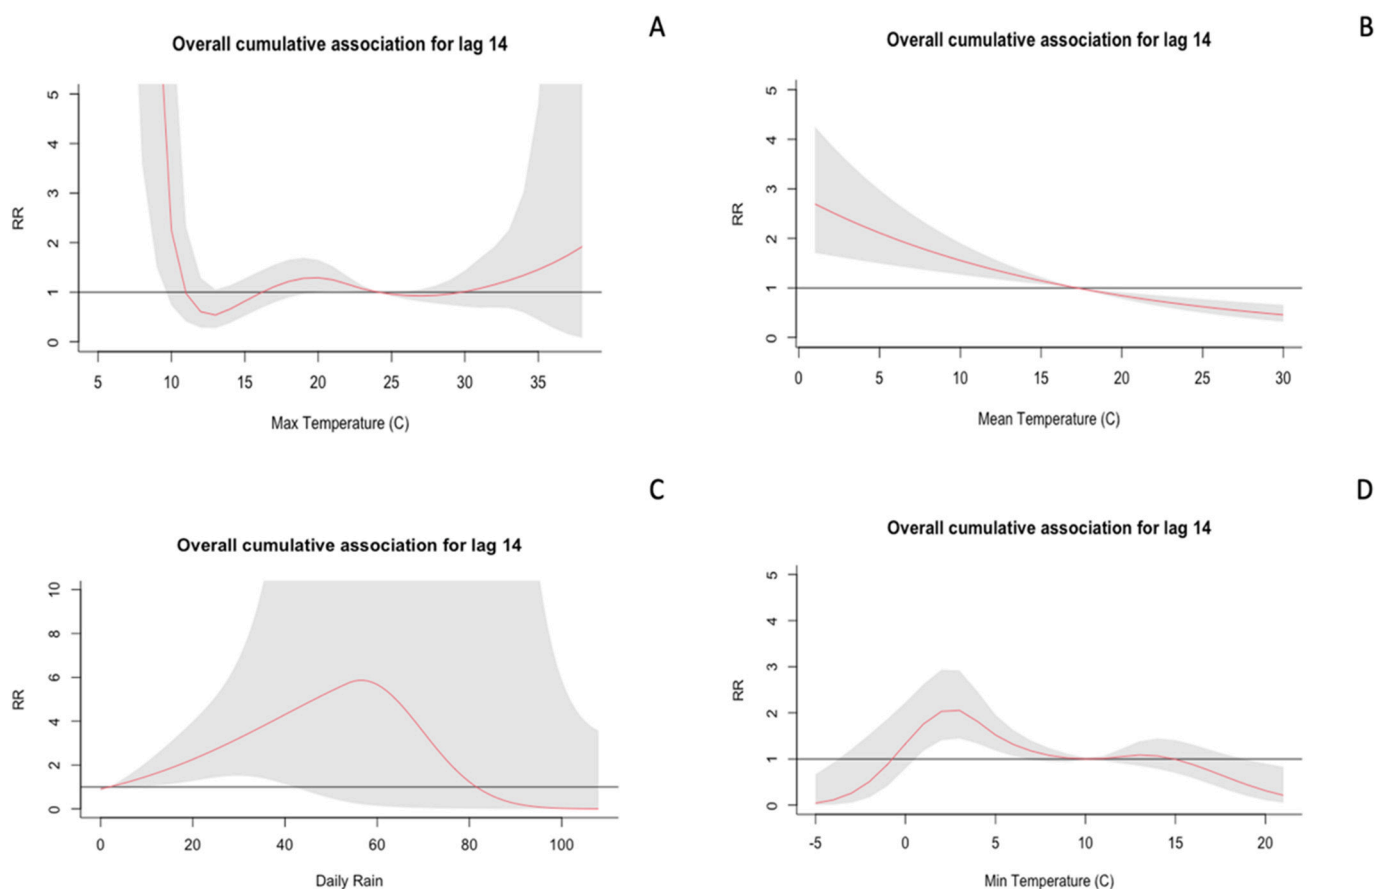 A
Overall cumulative association for lag 14
RR
5
4
3
2
1
0
5 10 15 20 25 30 35
Max Temperature (C)
B
Overall cumulative association for lag 14
RR
5
4
3
2
1
0
0 5 10 15 20 25 30
Mean Temperature (C)
C
Overall cumulative association for lag 14
RR
10
8
6
4
2
0
0 20 40 60 80 100
Daily Rain
D
Overall cumulative association for lag 14
RR
5
4
3
2
1
0
-5 0 5 10 15 20
Min Temperature (C)